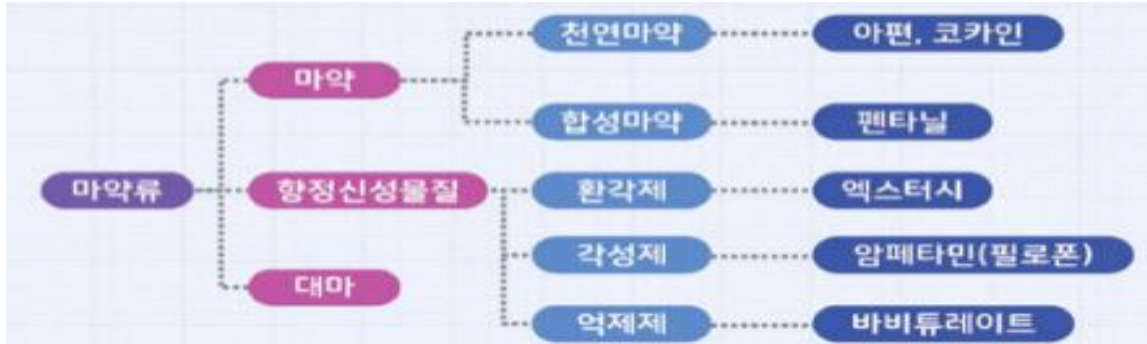 천연마약 아편, 코카인
마약
합성마약 펜타닐
마약류 향정신성물질 환각제 엑스터시
각성제 암페타민(필로폰)
대마
억제제 바비튜레이트